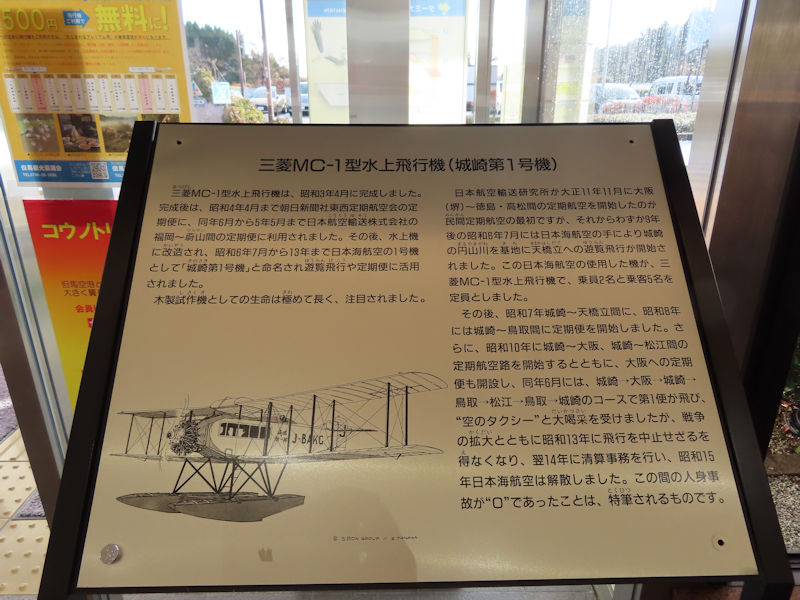 500円
無料に!
コウノトリ
但馬空港
大きく翼
会員
三菱MC-1型水上飛行機(城崎第1号機)
三菱MC-1型水上飛行機は、昭和3年4月に完成しました。
完成後は、昭和4年4月まで朝日新聞社東西定期航空会の定
期便に、同年6月から5年5月まで日本航空輸送株式会社の
福岡〜蔚山間の定期便に利用されました。その後、水上機
に改造され、昭和6年7月から13年まで日本海航空の1号機
として「城崎第1号機」と命名され遊覧飛行や定期便に活用
されました。
木製試作機としての生命は極めて長く、注目されました。
J-BAKG
J
日本航空輸送研究所が大正11年11月に大阪
(堺)〜徳島・高松間の定期航空を開始したのが
民間定期航空の最初ですが、それからわずか9年
後の昭和6年7月には日本海航空の手により城崎
の円山川を基地に天橋立への遊覧飛行が開始さ
れました。この日本海航空の使用した機が、三
菱MC-1型水上飛行機で、乗員2名と乗客5名を
定員としました。
その後、昭和7年城崎〜天橋立間に、昭和8年
には城崎〜鳥取間に定期便を開始しました。さ
らに、昭和10年に城崎〜大阪、城崎〜松江間の
定期航空路を開始するとともに、大阪への定期
便も開設し、同年6月には、城崎→大阪→城崎→
鳥取→松江→鳥取→城崎のコースで第1便が飛び、
“空のタクシー”と大喝采を受けましたが、戦争
の拡大とともに昭和13年に飛行を中止せざるを
得なくなり、翌14年に清算事務を行い、昭和15
年日本海航空は解散しました。この間の人身事
故が“0”であったことは、特筆されるものです。